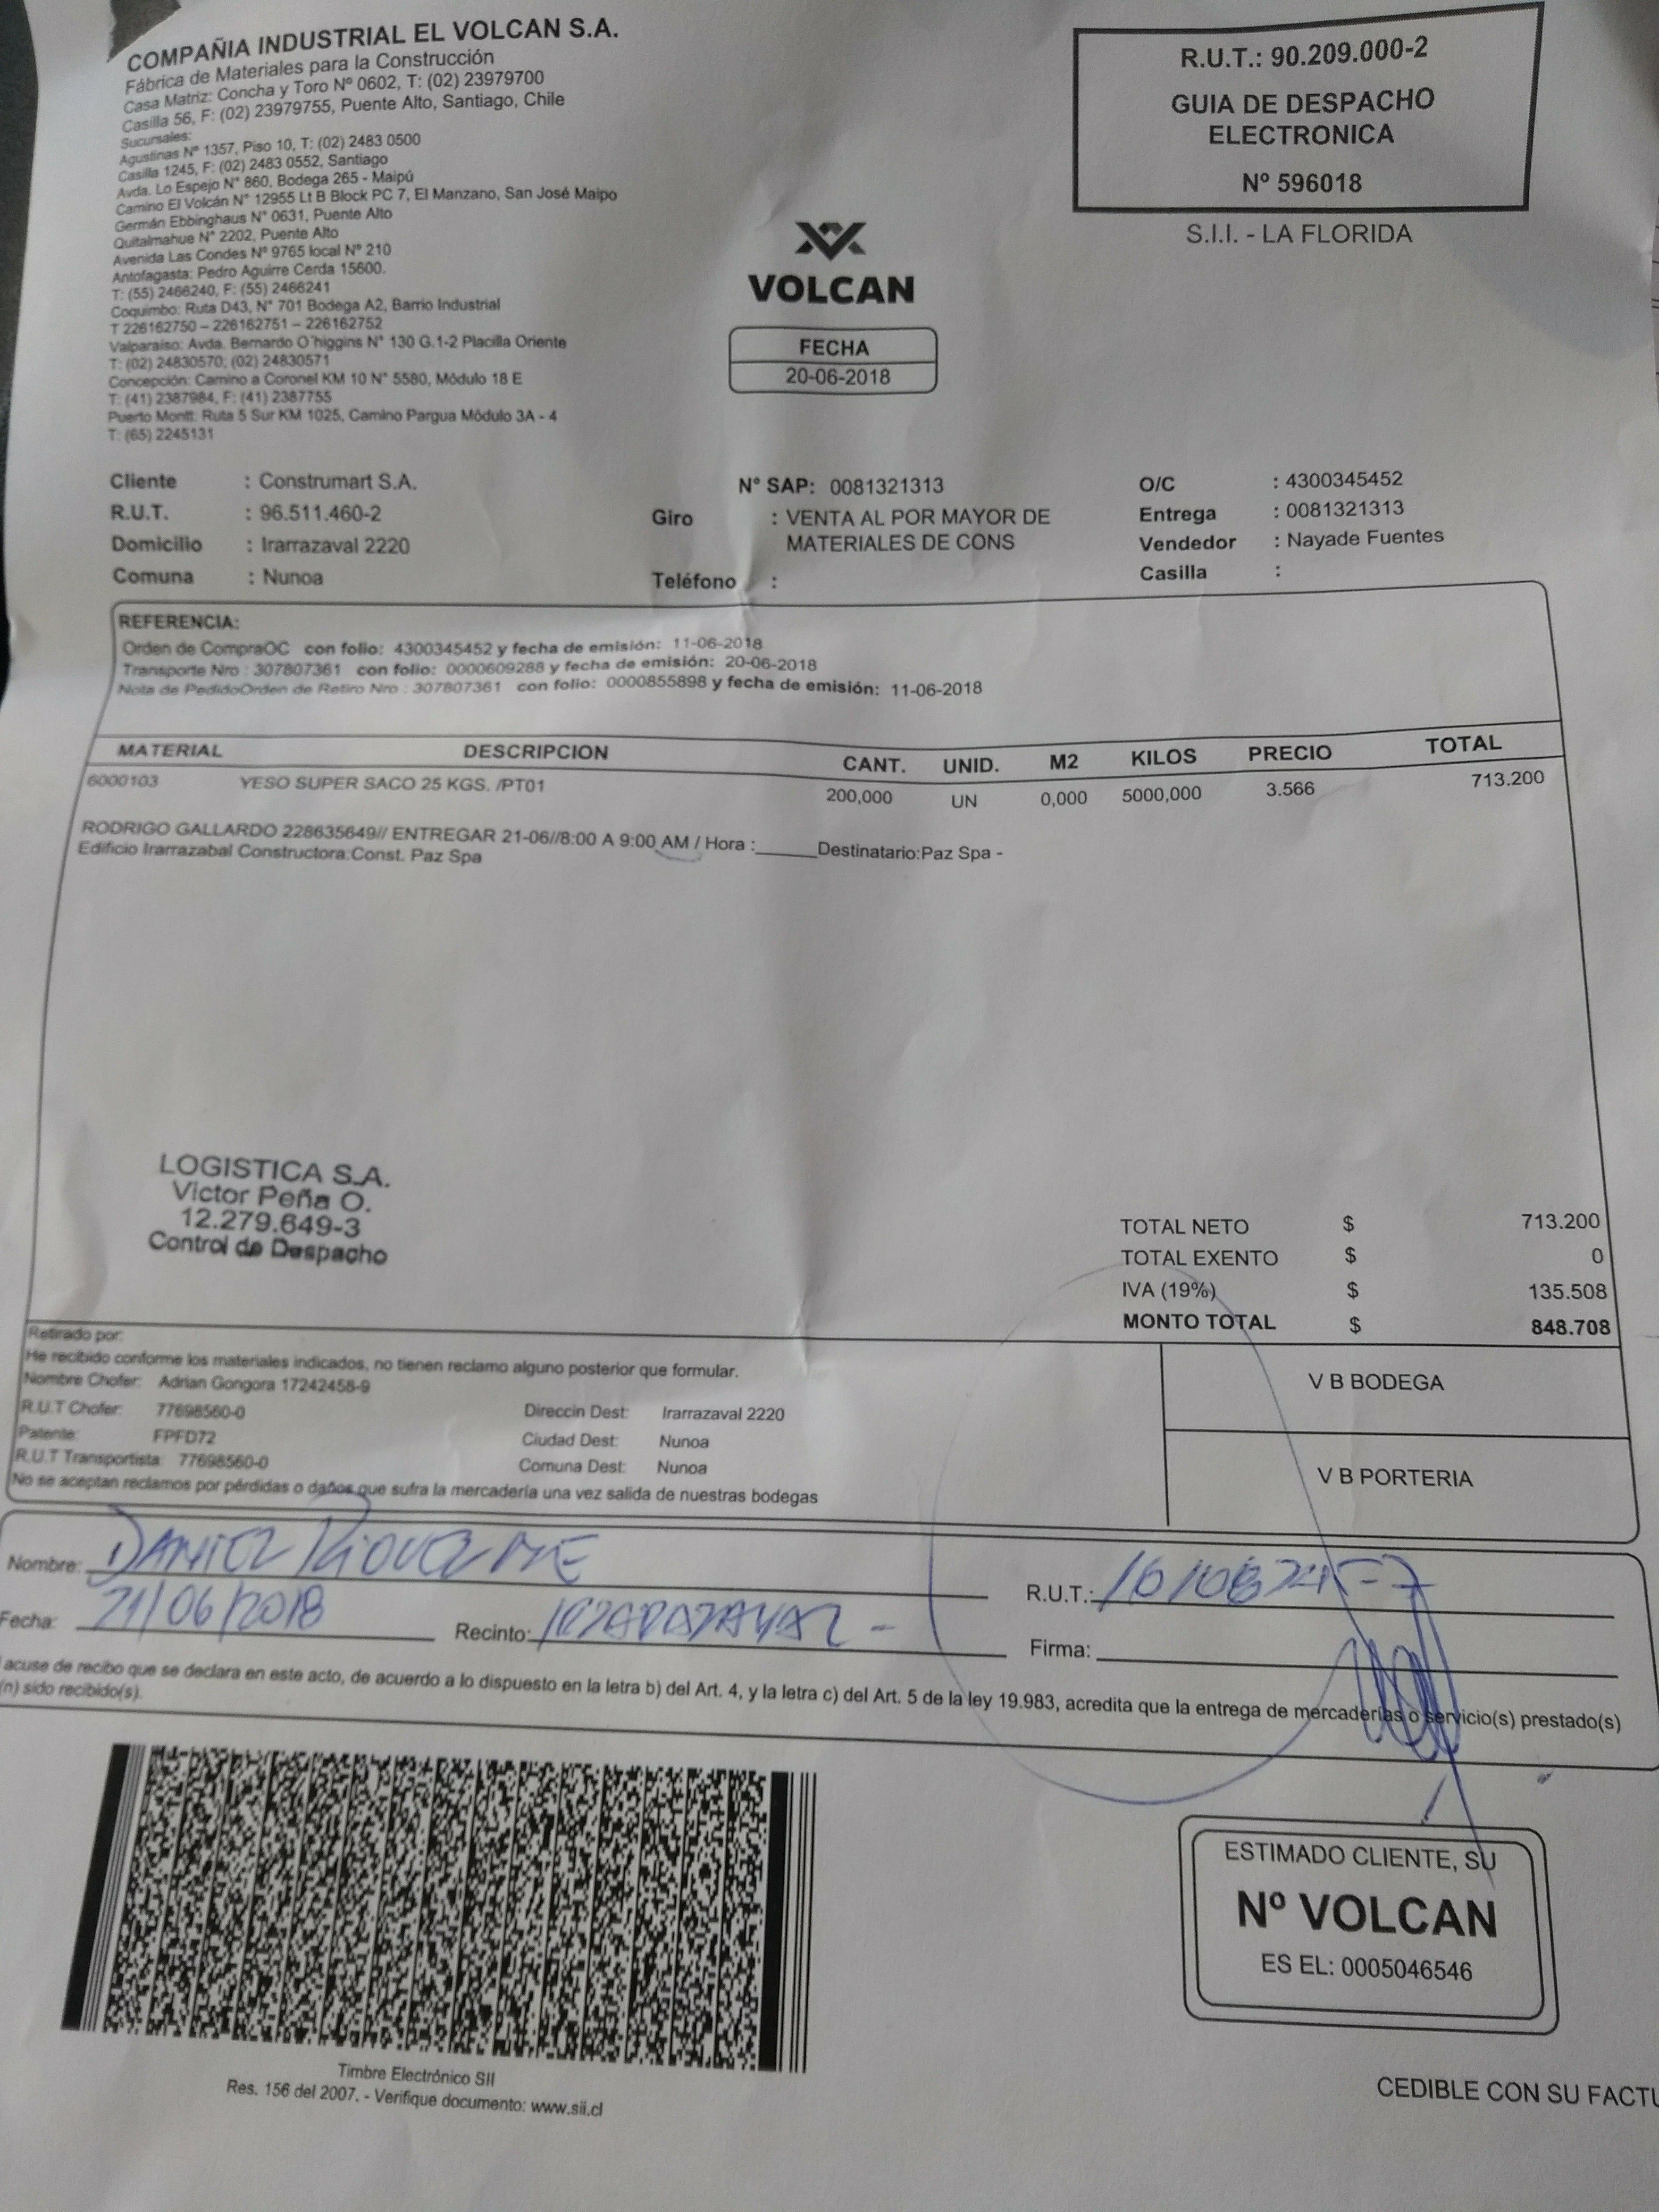 COMPAÑIA INDUSTRIAL EL VOLCAN S.A.
Fábrica de Materiales para la Construcción
Casa Matriz: Concha y Toro Nº 0602, T: (02) 23979700
Casilla 56, F: (02) 23979755, Puente Alto, Santiago, Chile
Sucursales:
Agustinas Nº 1357, Piso 10, T: (02) 2483 0500
Casilla 1245, F: (02) 2483 0552, Santiago
Avda. Lo Espejo N° 860, Bodega 265 - Maipú
Camino El Volcán N° 12955 Lt B Block PC 7, El Manzano, San José Maipo
Germán Ebbinghaus N° 0631, Puente Alto
Quitalmahue N° 2202, Puente Alto
Avenida Las Condes Nº 9765 local Nº 210
Antofagasta: Pedro Aguirre Cerda 15600.
T: (55) 2466240, F: (55) 2466241
Coquimbo: Ruta D43, N° 701 Bodega A2, Barrio Industrial
T 226162750 – 226162751 – 226162752
Valparaiso: Avda. Bernardo O´higgins N° 130 G.1-2 Placilla Oriente
T: (02) 24830570; (02) 24830571
Concepción: Camino a Coronel KM 10 N° 5580, Módulo 18 E
T: (41) 2387984, F: (41) 2387755
Puerto Montt: Ruta 5 Sur KM 1025, Camino Pargua Módulo 3A - 4
T: (65) 2245131
R.U.T.: 90.209.000-2
GUIA DE DESPACHO
ELECTRONICA
Nº 596018
S.I.I. - LA FLORIDA
VOLCAN
FECHA
20-06-2018
Cliente : Construmart S.A. N° SAP: 0081321313 O/C : 4300345452
R.U.T. : 96.511.460-2 Giro : VENTA AL POR MAYOR DE Entrega : 0081321313
Domicilio : Irarrazaval 2220 MATERIALES DE CONS Vendedor : Nayade Fuentes
Comuna : Nunoa Teléfono : Casilla :
REFERENCIA:
Orden de CompraOC con folio: 4300345452 y fecha de emisión: 11-06-2018
Transporte Nro : 307807361 con folio: 0000609288 y fecha de emisión: 20-06-2018
Nota de PedidoOrden de Retiro Nro : 307807361 con folio: 0000855898 y fecha de emisión: 11-06-2018
MATERIAL DESCRIPCION CANT. UNID. M2 KILOS PRECIO TOTAL
6000103 YESO SUPER SACO 25 KGS. /PT01 200,000 UN 0,000 5000,000 3.566 713.200
RODRIGO GALLARDO 228635649// ENTREGAR 21-06//8:00 A 9:00 AM / Hora :______Destinatario:Paz Spa -
Edificio Irarrazabal Constructora:Const. Paz Spa
LOGISTICA S.A.
Victor Peña O.
12.279.649-3
Control de Despacho
TOTAL NETO $ 713.200
TOTAL EXENTO $ 0
IVA (19%) $ 135.508
MONTO TOTAL $ 848.708
Retirado por:
He recibido conforme los materiales indicados, no tienen reclamo alguno posterior que formular.
Nombre Chofer: Adrian Gongora 17242458-9
R.U.T Chofer: 77698560-0 Direccin Dest: Irarrazaval 2220
Patente: FPFD72 Ciudad Dest: Nunoa
R.U.T Transportista: 77698560-0 Comuna Dest: Nunoa
No se aceptan reclamos por pérdidas o daños que sufra la mercadería una vez salida de nuestras bodegas
V B BODEGA
V B PORTERIA
Nombre: DANIEL RIQUELME R.U.T.:
Fecha: 21/06/2018 Recinto: IRRARAZAVAL - Firma:
acuse de recibo que se declara en este acto, de acuerdo a lo dispuesto en la letra b) del Art. 4, y la letra c) del Art. 5 de la ley 19.983, acredita que la entrega de mercaderías o servicio(s) prestado(s)
(n) sido recibido(s).
Timbre Electrónico SII
Res. 156 del 2007. - Verifique documento: www.sii.cl
ESTIMADO CLIENTE, SU
Nº VOLCAN
ES EL: 0005046546
CEDIBLE CON SU FACTU